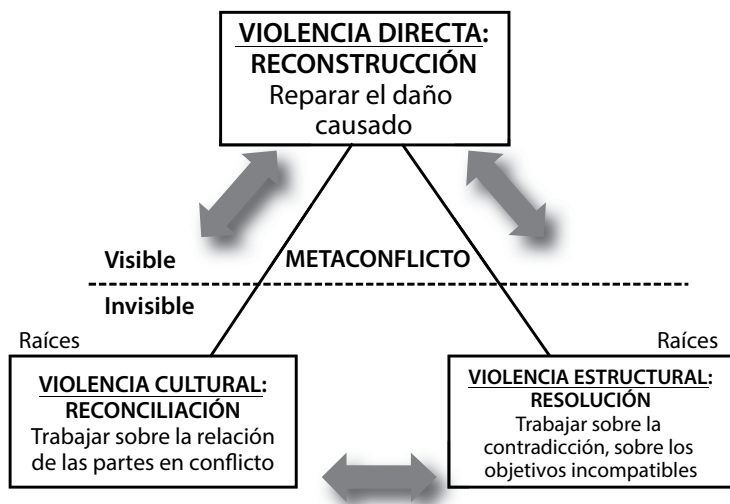 VIOLENCIA DIRECTA:
RECONSTRUCCIÓN
Reparar el daño
causado
Visible
METACONFLICTO
Invisible
Raíces
Raíces
VIOLENCIA CULTURAL:
RECONCILIACIÓN
Trabajar sobre la relación
de las partes en conflicto
VIOLENCIA ESTRUCTURAL:
RESOLUCIÓN
Trabajar sobre la
contradicción, sobre los
objetivos incompatibles